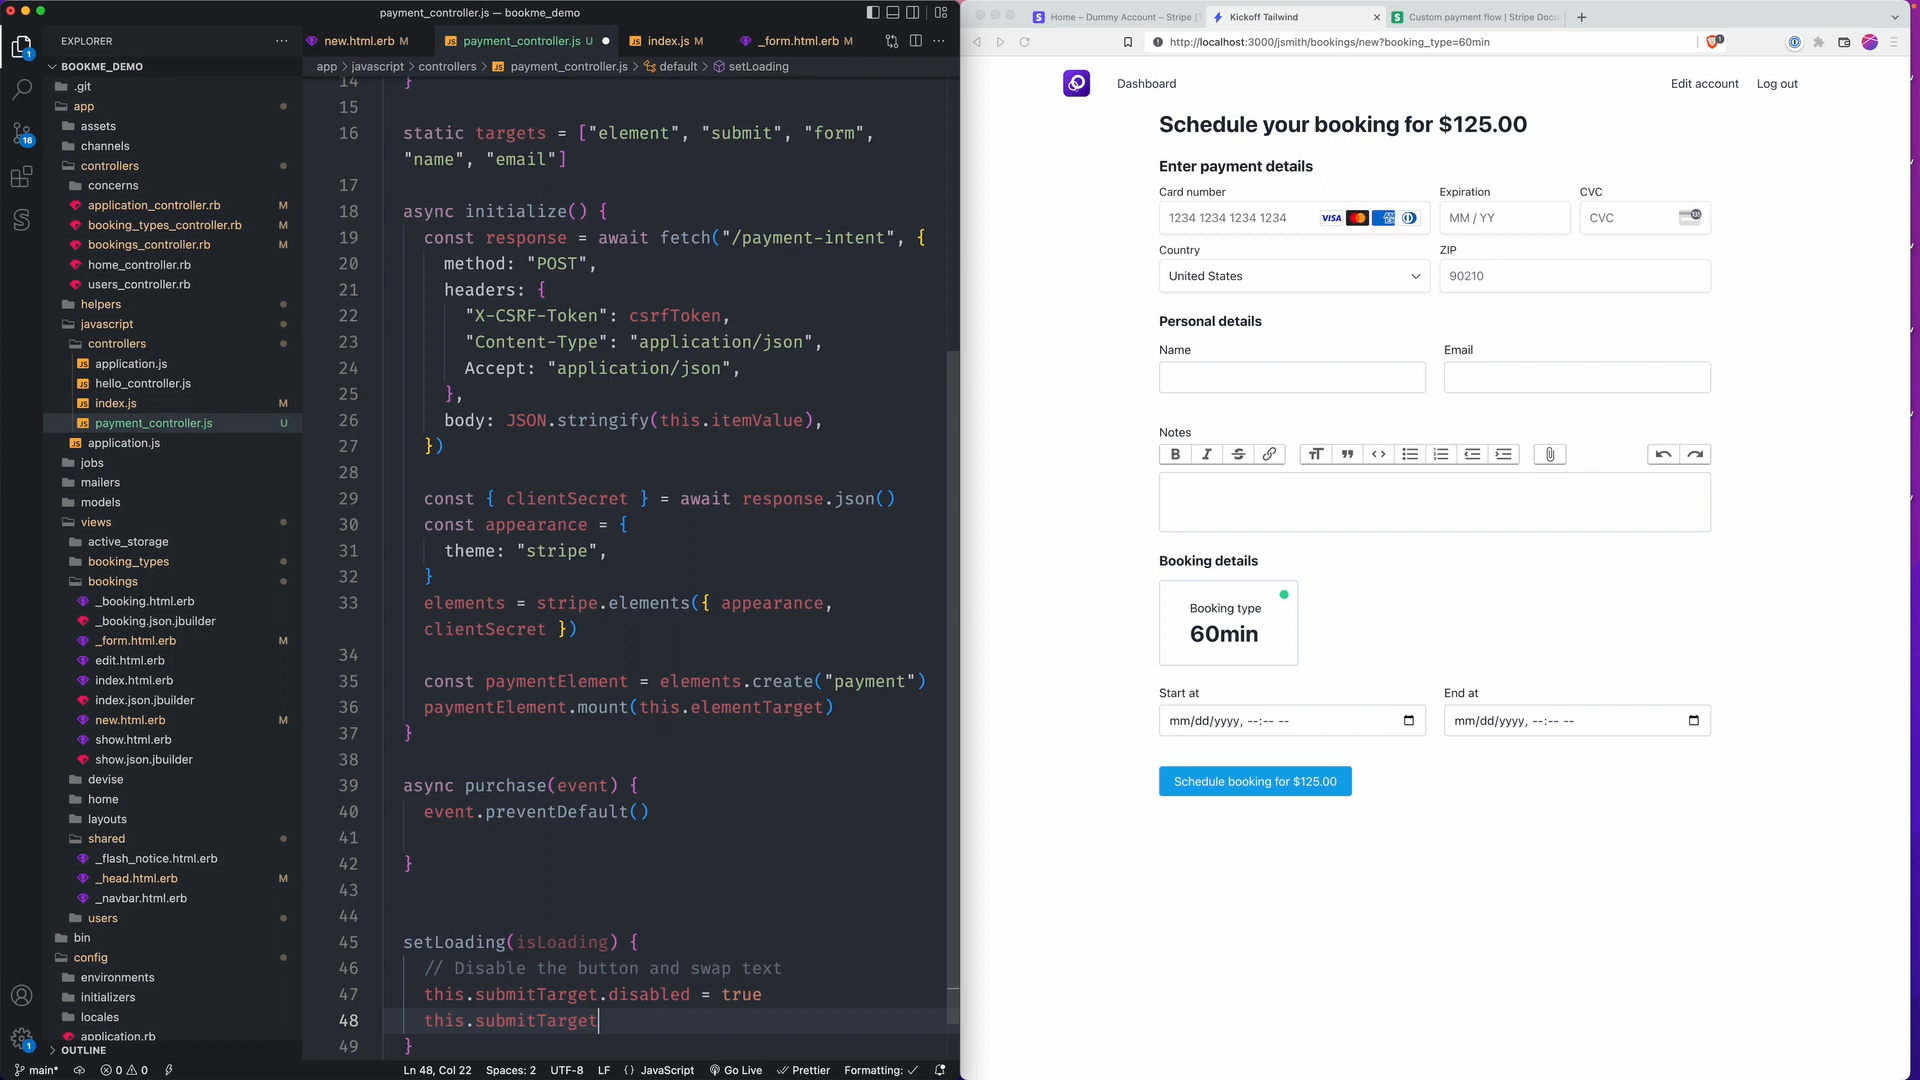 payment_controller.js — bookme_demo
EXPLORER
BOOKME_DEMO
.git
app
assets
channels
controllers
concerns
application_controller.rb M
booking_types_controller.rb M
bookings_controller.rb M
home_controller.rb
users_controller.rb
helpers
javascript
controllers
application.js
hello_controller.js
index.js M
payment_controller.js U
application.js
jobs
mailers
models
views
active_storage
booking_types
bookings
_booking.html.erb
_booking.json.jbuilder
_form.html.erb M
edit.html.erb
index.html.erb
index.json.jbuilder
new.html.erb M
show.html.erb
show.json.jbuilder
devise
home
layouts
shared
_flash_notice.html.erb
_head.html.erb M
_navbar.html.erb
users
bin
config
environments
initializers
locales
application.rb
OUTLINE
1
16
1
new.html.erb M
payment_controller.js U
index.js M
_form.html.erb M
app > javascript > controllers > payment_controller.js > default > setLoading
14 }
15
16 static targets = ["element", "submit", "form",
"name", "email"]
17
18 async initialize() {
19 const response = await fetch("/payment-intent", {
20 method: "POST",
21 headers: {
22 "X-CSRF-Token": csrfToken,
23 "Content-Type": "application/json",
24 Accept: "application/json",
25 },
26 body: JSON.stringify(this.itemValue),
27 })
28
29 const { clientSecret } = await response.json()
30 const appearance = {
31 theme: "stripe",
32 }
33 elements = stripe.elements({ appearance,
clientSecret })
34
35 const paymentElement = elements.create("payment")
36 paymentElement.mount(this.elementTarget)
37 }
38
39 async purchase(event) {
40 event.preventDefault()
41
42 }
43
44
45 setLoading(isLoading) {
46 // Disable the button and swap text
47 this.submitTarget.disabled = true
48 this.submitTarget
49 }
main* 0 0 Ln 48, Col 22 Spaces: 2 UTF-8 LF {} JavaScript Go Live Prettier Formatting: ✓
Home – Dummy Account – Stripe [
Kickoff Tailwind
Custom payment flow | Stripe Docu
http://localhost:3000/jsmith/bookings/new?booking_type=60min
1
Dashboard
Edit account
Log out
Schedule your booking for $125.00
Enter payment details
Card number
Expiration
CVC
1234 1234 1234 1234
VISA
MM / YY
CVC
135
Country
ZIP
United States
90210
Personal details
Name
Email
Notes
Booking details
Booking type
60min
Start at
End at
mm/dd/yyyy, --:-- --
mm/dd/yyyy, --:-- --
Schedule booking for $125.00